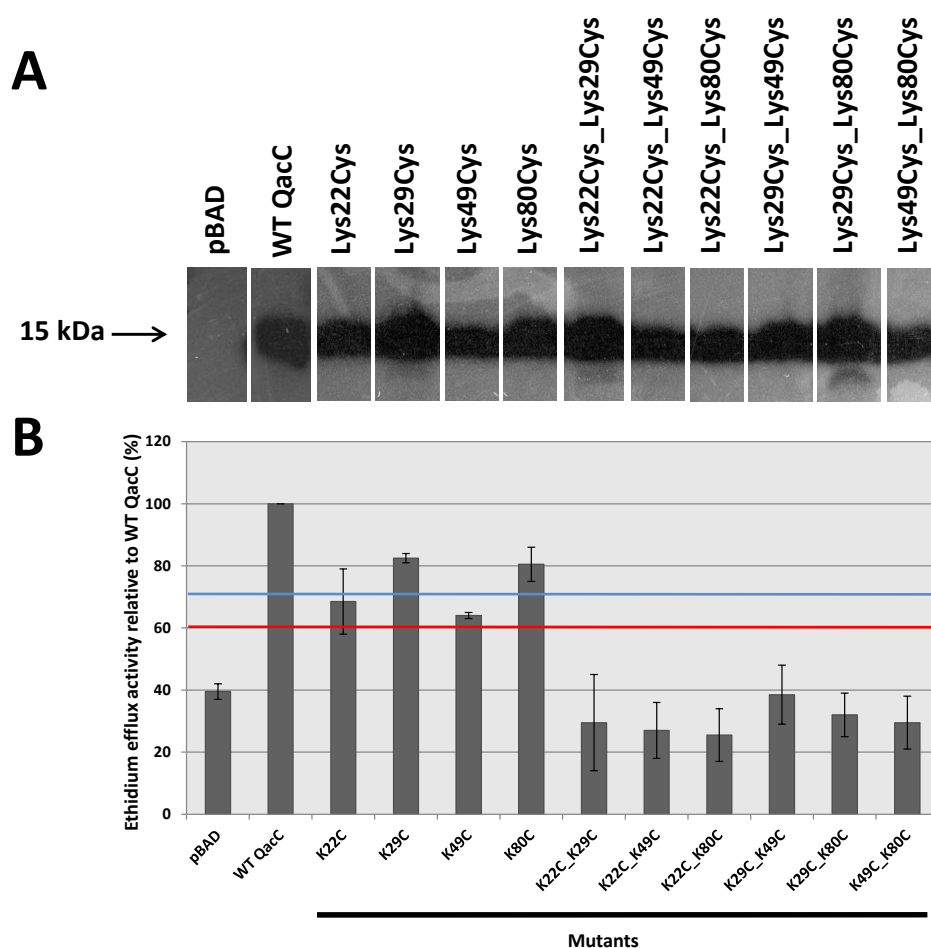 A
pBAD
WT QacC
Lys22Cys
Lys29Cys
Lys49Cys
Lys80Cys
Lys22Cys_Lys29Cys
Lys22Cys_Lys49Cys
Lys22Cys_Lys80Cys
Lys29Cys_Lys49Cys
Lys29Cys_Lys80Cys
Lys49Cys_Lys80Cys
15 kDa
B
Ethidium efflux activity relative to WT QacC (%)
120
100
80
60
40
20
0
pBAD
WT QacC
K22C
K29C
K49C
K80C
K22C_K29C
K22C_K49C
K22C_K80C
K29C_K49C
K29C_K80C
K49C_K80C
Mutants